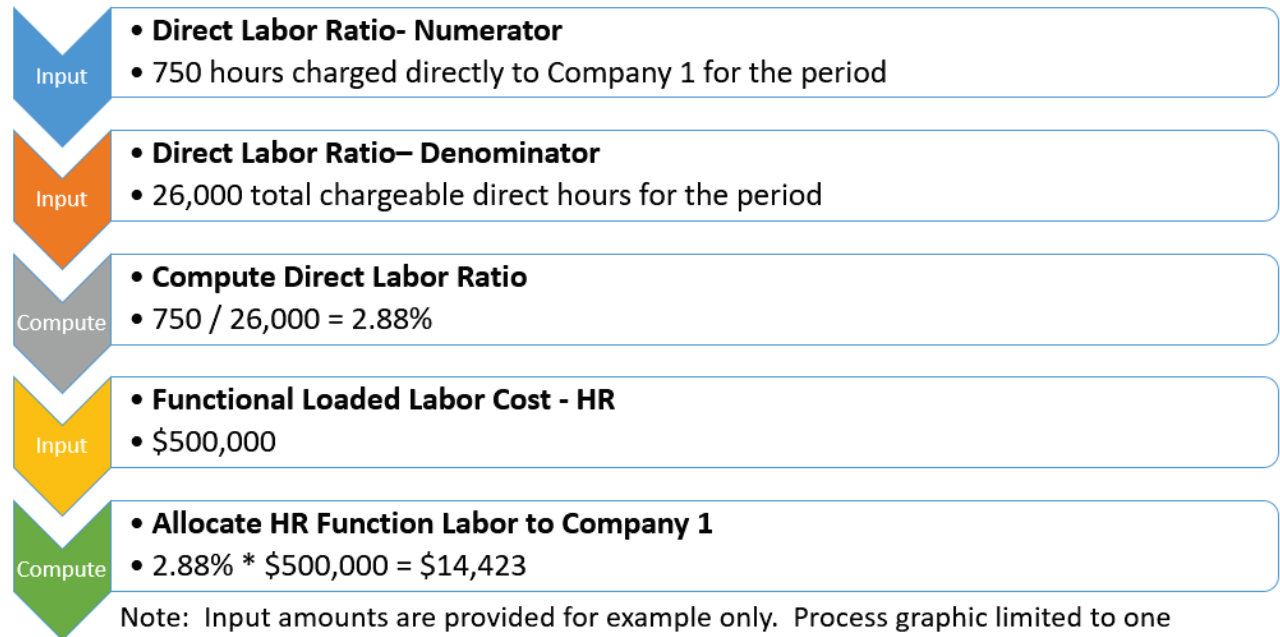 • Direct Labor Ratio- Numerator
Input
• 750 hours charged directly to Company 1 for the period
• Direct Labor Ratio– Denominator
Input
• 26,000 total chargeable direct hours for the period
• Compute Direct Labor Ratio
Compute
• 750 / 26,000 = 2.88%
• Functional Loaded Labor Cost - HR
Input
• $500,000
• Allocate HR Function Labor to Company 1
Compute
• 2.88% * $500,000 = $14,423
Note: Input amounts are provided for example only. Process graphic limited to one